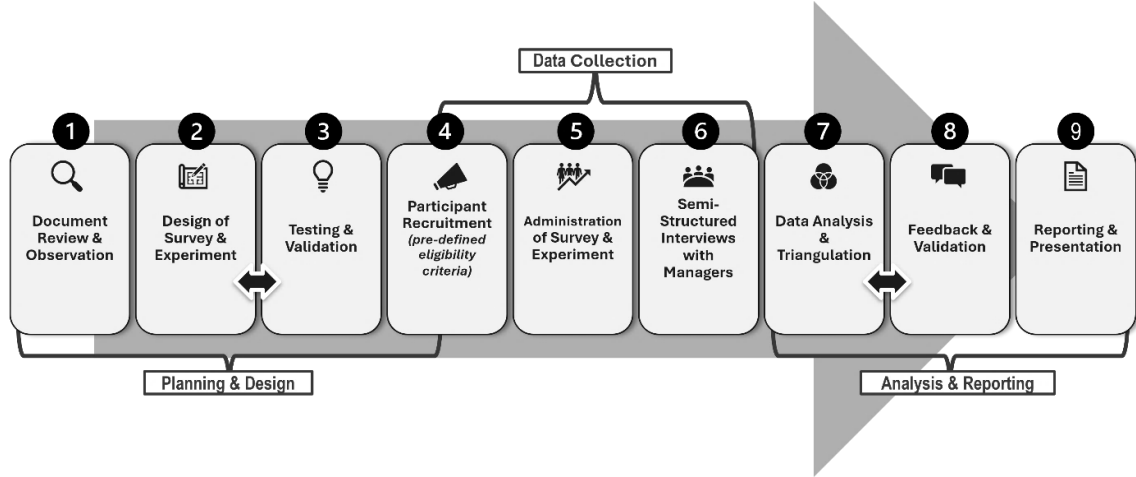 Data Collection
1
2
3
4
5
6
7
8
9
Document
Review &
Observation
Design of
Survey &
Experiment
Testing &
Validation
Participant
Recruitment
(pre-defined
eligibility
criteria)
Administration
of Survey &
Experiment
Semi-
Structured
Interviews
with
Managers
Data Analysis
&
Triangulation
Feedback &
Validation
Reporting &
Presentation
Planning & Design
Analysis & Reporting